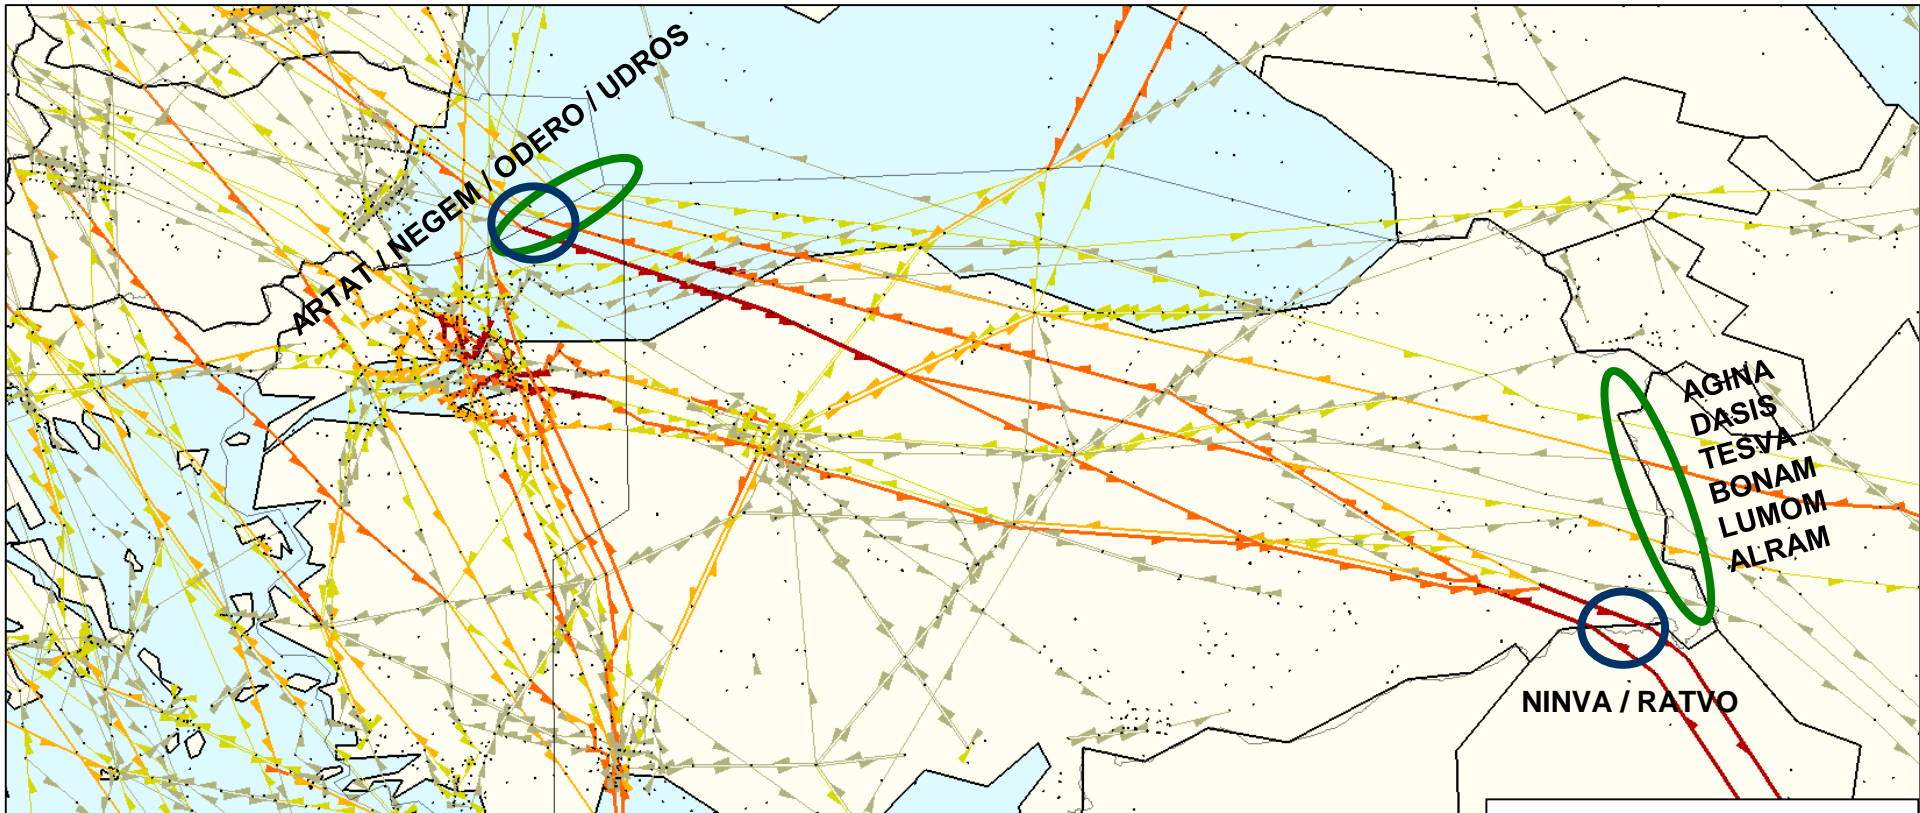 ARTAT / NEGEM / ODERO / UDROS
AGINA
DASIS
TESVA
BONAM
LUMOM
ALRAM
NINVA / RATVO